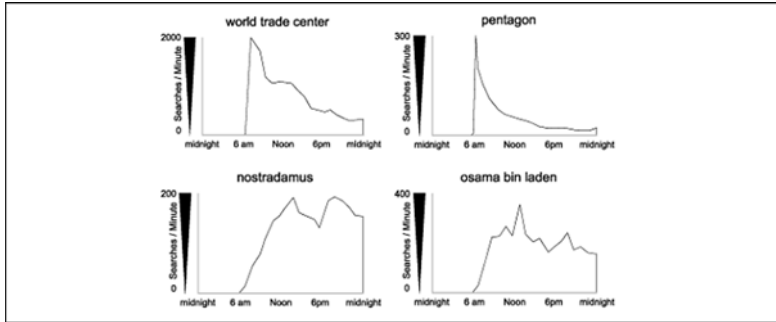 world trade center
2000
Searches / Minute
0
midnight 6 am Noon 6pm midnight
pentagon
300
Searches / Minute
0
midnight 6 am Noon 6pm midnight
nostradamus
200
Searches / Minute
0
midnight 6 am Noon 6pm midnight
osama bin laden
400
Searches / Minute
0
midnight 6 am Noon 6pm midnight